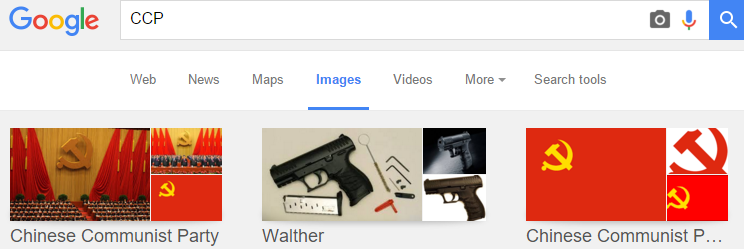 Google CCP
Web News Maps Images Videos More Search tools
Chinese Communist Party Walther Chinese Communist P...